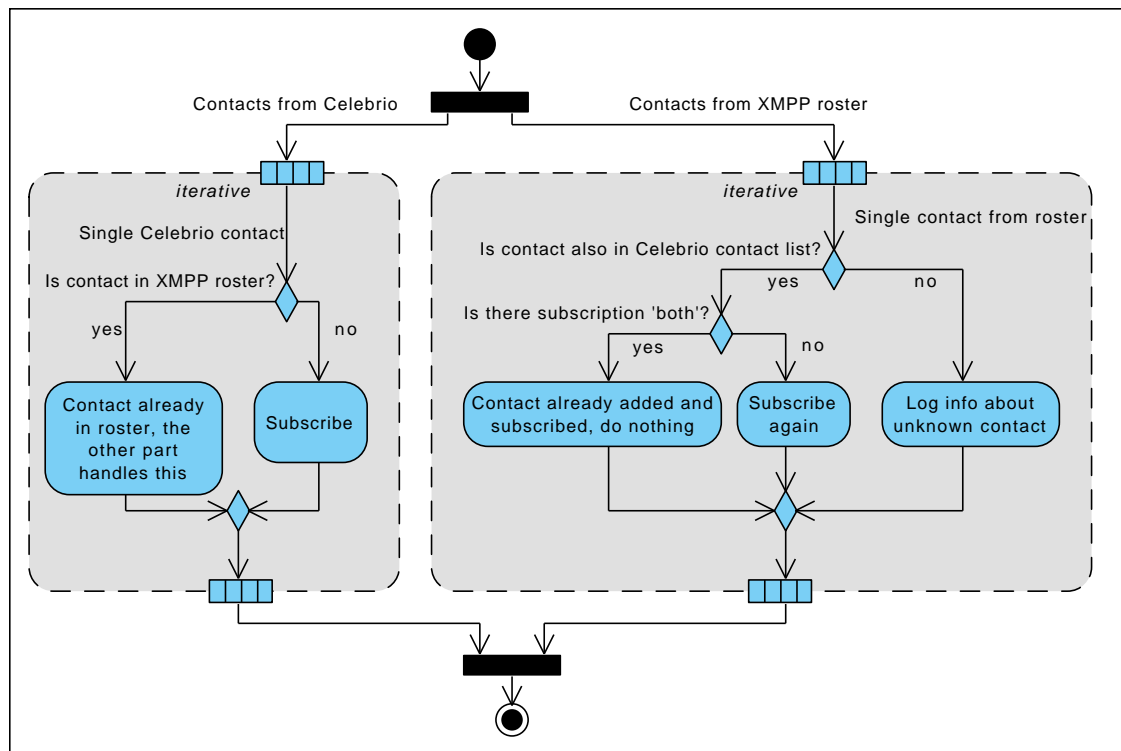 Contacts from Celebrio
Contacts from XMPP roster
iterative
Single Celebrio contact
Is contact in XMPP roster?
yes
no
Contact already
in roster, the
other part
handles this
Subscribe
iterative
Single contact from roster
Is contact also in Celebrio contact list?
yes
no
Is there subscription 'both'?
yes
no
Contact already added and
subscribed, do nothing
Subscribe
again
Log info about
unknown contact